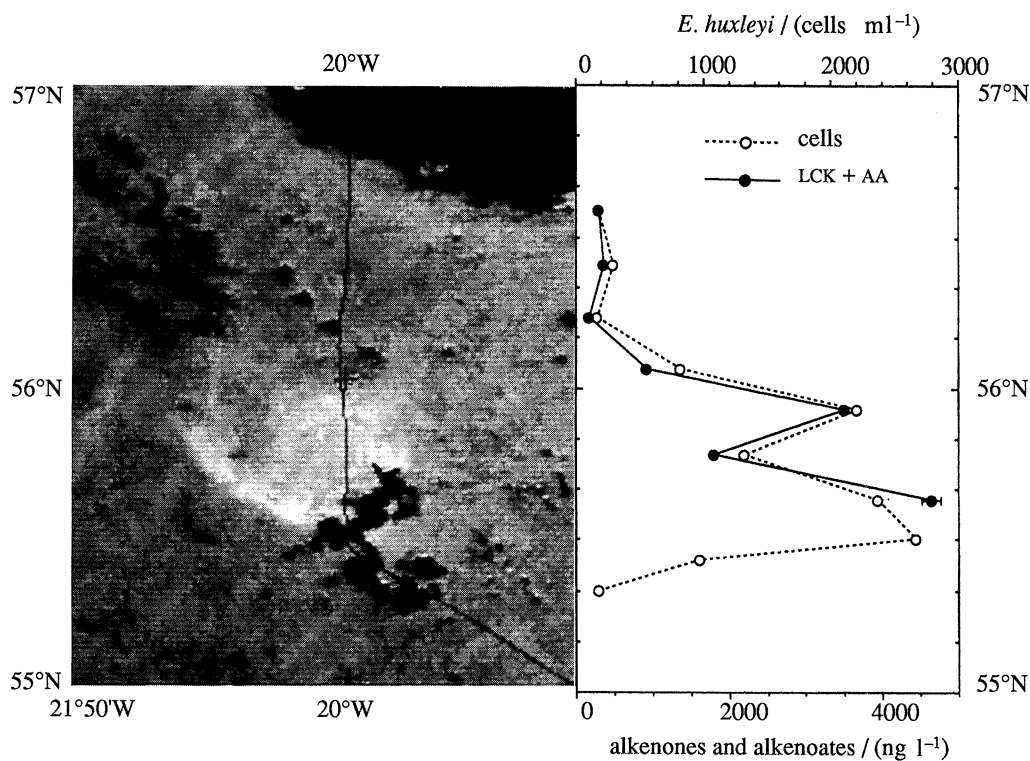 E. huxleyi / (cells ml⁻¹)
20°W
0 1000 2000 3000
57°N
57°N
cells
LCK + AA
56°N
56°N
55°N
55°N
21°50'W
20°W
0 2000 4000
alkenones and alkenoates / (ng l⁻¹)